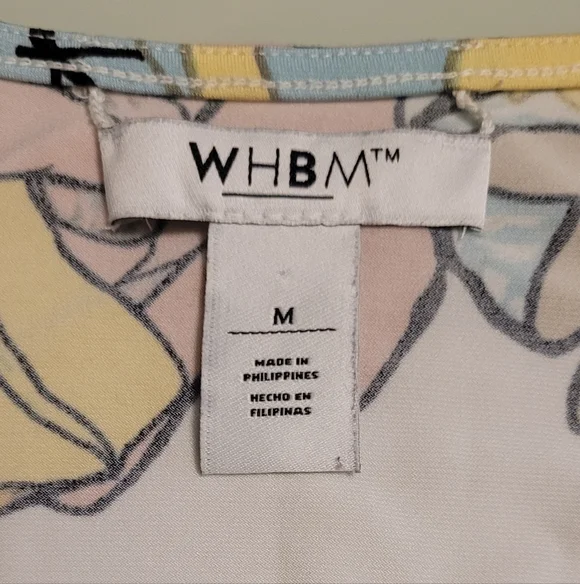 WHBM™
M
MADE IN
PHILIPPINES
HECHO EN
FILIPINAS